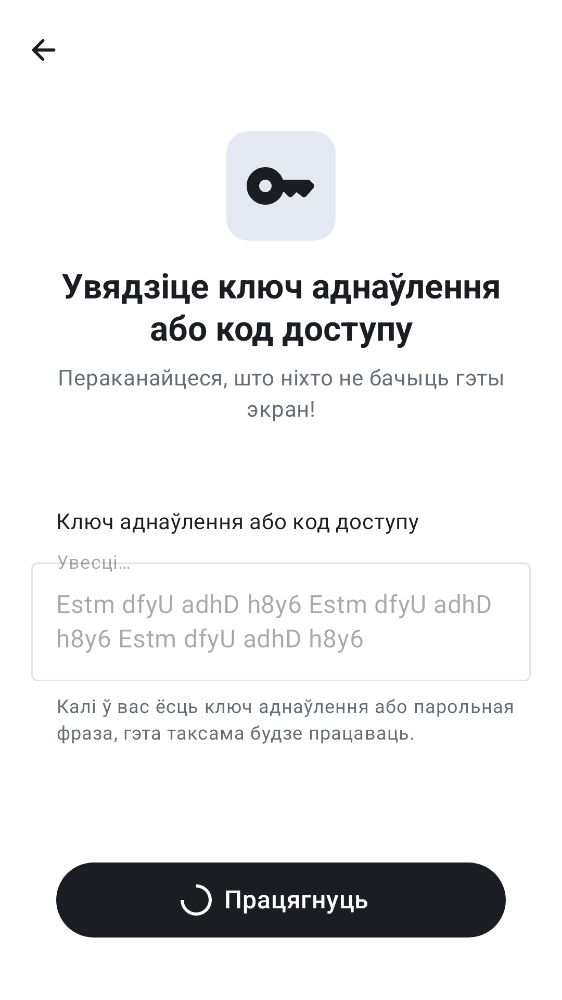 Увядзіце ключ аднаўлення
або код доступу
Пераканайцеся, што ніхто не бачыць гэты
экран!
Ключ аднаўлення або код доступу
Увесці…
Estm dfyU adhD h8y6 Estm dfyU adhD
h8y6 Estm dfyU adhD h8y6
Калі ў вас ёсць ключ аднаўлення або парольная
фраза, гэта таксама будзе працаваць.
Працягнуць